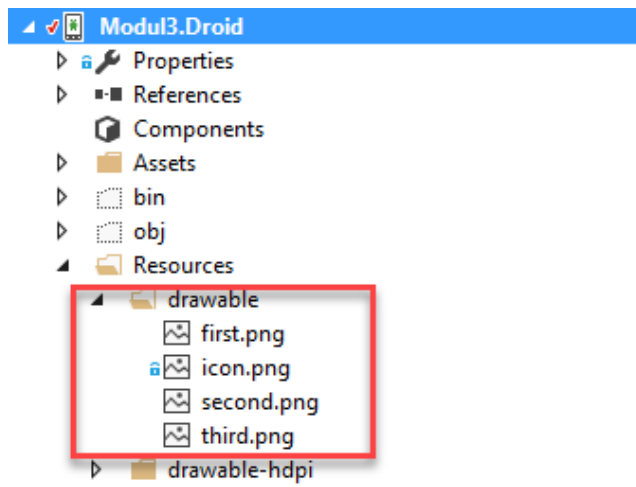 Modul3.Droid
Properties
References
Components
Assets
bin
obj
Resources
drawable
first.png
icon.png
second.png
third.png
drawable-hdpi